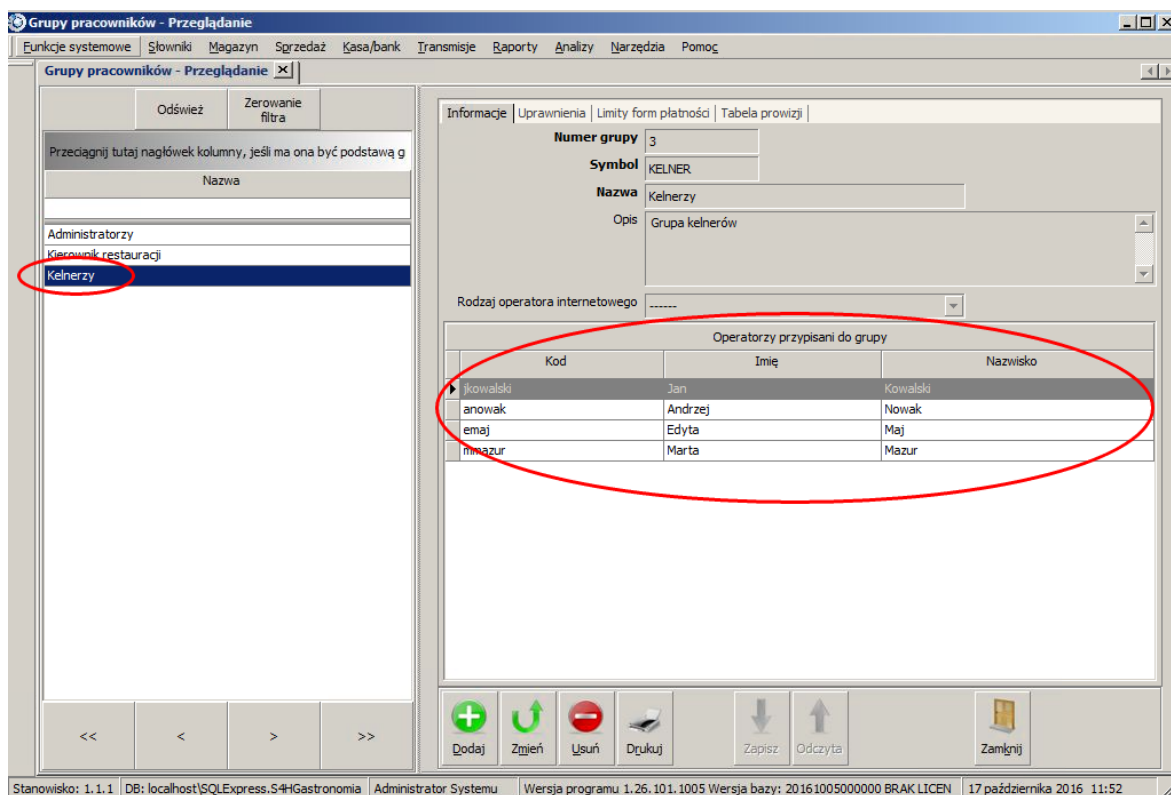 Grupy pracowników - Przeglądanie
Funkcje systemowe Słowniki Magazyn Sprzedaż Kasa/bank Transmisje Raporty Analizy Narzędzia Pomoc
Grupy pracowników - Przeglądanie
Odśwież Zerowanie filtra
Przeciągnij tutaj nagłówek kolumny, jeśli ma ona być podstawą g
Nazwa
Administratorzy
Kierownik restauracji
Kelnerzy
Informacje Uprawnienia Limity form płatności Tabela prowizji
Numer grupy 3
Symbol KELNER
Nazwa Kelnerzy
Opis Grupa kelnerów
Rodzaj operatora internetowego ------
Operatorzy przypisani do grupy
Kod Imię Nazwisko
jkowalski Jan Kowalski
anowak Andrzej Nowak
emaj Edyta Maj
mmazur Marta Mazur
<< < > >>
Dodaj Zmień Usuń Drukuj Zapisz Odczyta Zamknij
Stanowisko: 1.1.1 DB: localhost\SQLExpress.S4HGastronomia Administrator Systemu Wersja programu 1.26.101.1005 Wersja bazy: 20161005000000 BRAK LICEN 17 października 2016 11:52